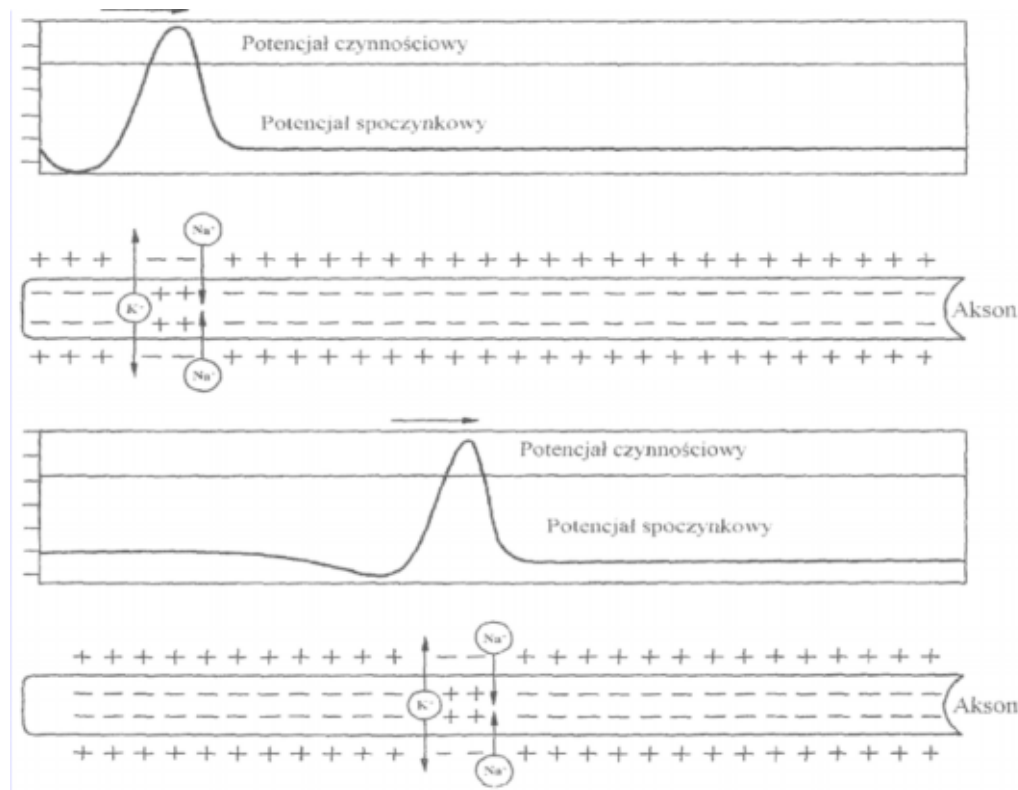 Potencjał czynnościowy
Potencjał spoczynkowy
Na⁺
K⁺
Akson
Na⁺
Potencjał czynnościowy
Potencjał spoczynkowy
Na⁺
K⁺
Akson
Na⁺